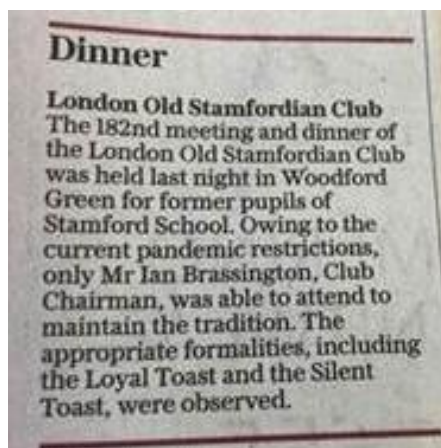 Dinner
London Old Stamfordian Club
The 182nd meeting and dinner of
the London Old Stamfordian Club
was held last night in Woodford
Green for former pupils of
Stamford School. Owing to the
current pandemic restrictions,
only Mr Ian Brassington, Club
Chairman, was able to attend to
maintain the tradition. The
appropriate formalities, including
the Loyal Toast and the Silent
Toast, were observed.